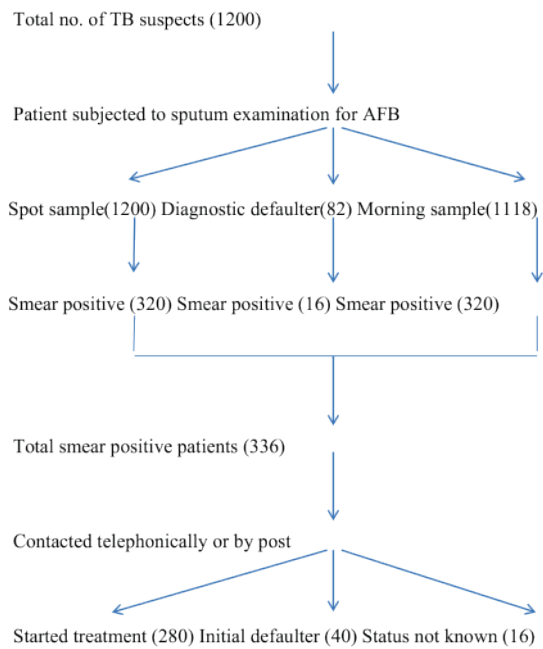 Total no. of TB suspects (1200)
Patient subjected to sputum examination for AFB
Spot sample(1200) Diagnostic defaulter(82) Morning sample(1118)
Smear positive (320) Smear positive (16) Smear positive (320)
Total smear positive patients (336)
Contacted telephonically or by post
Started treatment (280) Initial defaulter (40) Status not known (16)